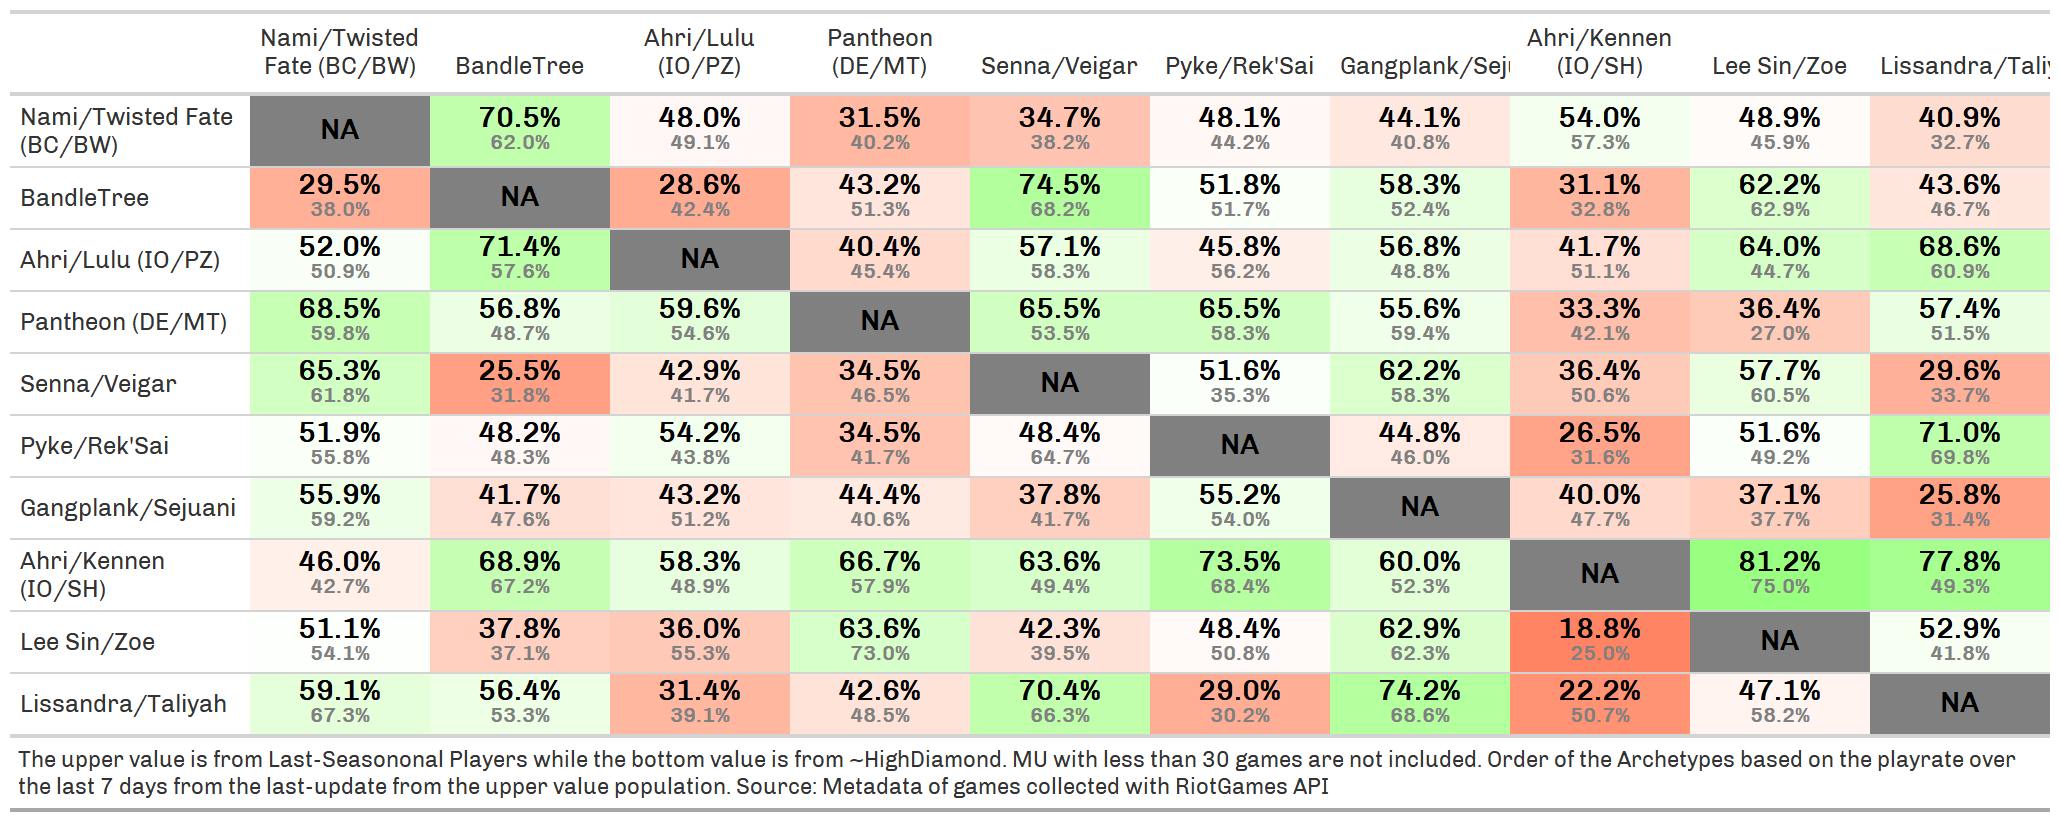 Nami/Twisted Fate (BC/BW) BandleTree Ahri/Lulu (IO/PZ) Pantheon (DE/MT) Senna/Veigar Pyke/Rek'Sai Gangplank/Sej Ahri/Kennen (IO/SH) Lee Sin/Zoe Lissandra/Tali
Nami/Twisted Fate (BC/BW) NA 70.5% 62.0% 48.0% 49.1% 31.5% 40.2% 34.7% 38.2% 48.1% 44.2% 44.1% 40.8% 54.0% 57.3% 48.9% 45.9% 40.9% 32.7%
BandleTree 29.5% 38.0% NA 28.6% 42.4% 43.2% 51.3% 74.5% 68.2% 51.8% 51.7% 58.3% 52.4% 31.1% 32.8% 62.2% 62.9% 43.6% 46.7%
Ahri/Lulu (IO/PZ) 52.0% 50.9% 71.4% 57.6% NA 40.4% 45.4% 57.1% 58.3% 45.8% 56.2% 56.8% 48.8% 41.7% 51.1% 64.0% 44.7% 68.6% 60.9%
Pantheon (DE/MT) 68.5% 59.8% 56.8% 48.7% 59.6% 54.6% NA 65.5% 53.5% 65.5% 58.3% 55.6% 59.4% 33.3% 42.1% 36.4% 27.0% 57.4% 51.5%
Senna/Veigar 65.3% 61.8% 25.5% 31.8% 42.9% 41.7% 34.5% 46.5% NA 51.6% 35.3% 62.2% 58.3% 36.4% 50.6% 57.7% 60.5% 29.6% 33.7%
Pyke/Rek'Sai 51.9% 55.8% 48.2% 48.3% 54.2% 43.8% 34.5% 41.7% 48.4% 64.7% NA 44.8% 46.0% 26.5% 31.6% 51.6% 49.2% 71.0% 69.8%
Gangplank/Sejuani 55.9% 59.2% 41.7% 47.6% 43.2% 51.2% 44.4% 40.6% 37.8% 41.7% 55.2% 54.0% NA 40.0% 47.7% 37.1% 37.7% 25.8% 31.4%
Ahri/Kennen (IO/SH) 46.0% 42.7% 68.9% 67.2% 58.3% 48.9% 66.7% 57.9% 63.6% 49.4% 73.5% 68.4% 60.0% 52.3% NA 81.2% 75.0% 77.8% 49.3%
Lee Sin/Zoe 51.1% 54.1% 37.8% 37.1% 36.0% 55.3% 63.6% 73.0% 42.3% 39.5% 48.4% 50.8% 62.9% 62.3% 18.8% 25.0% NA 52.9% 41.8%
Lissandra/Taliyah 59.1% 67.3% 56.4% 53.3% 31.4% 39.1% 42.6% 48.5% 70.4% 66.3% 29.0% 30.2% 74.2% 68.6% 22.2% 50.7% 47.1% 58.2% NA
The upper value is from Last-Seasononal Players while the bottom value is from ~HighDiamond. MU with less than 30 games are not included. Order of the Archetypes based on the playrate over
the last 7 days from the last-update from the upper value population. Source: Metadata of games collected with RiotGames API